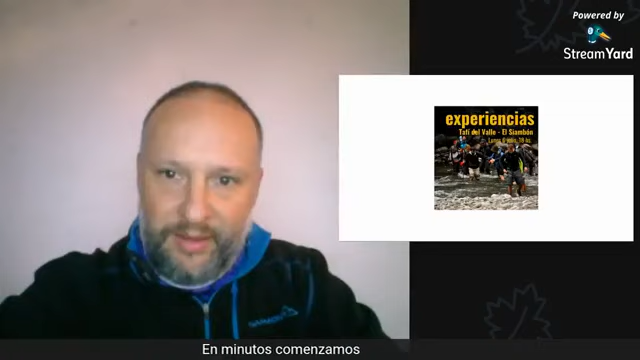 Powered by
StreamYard
experiencias
Tafí del Valle - El Siambón
En minutos comenzamos